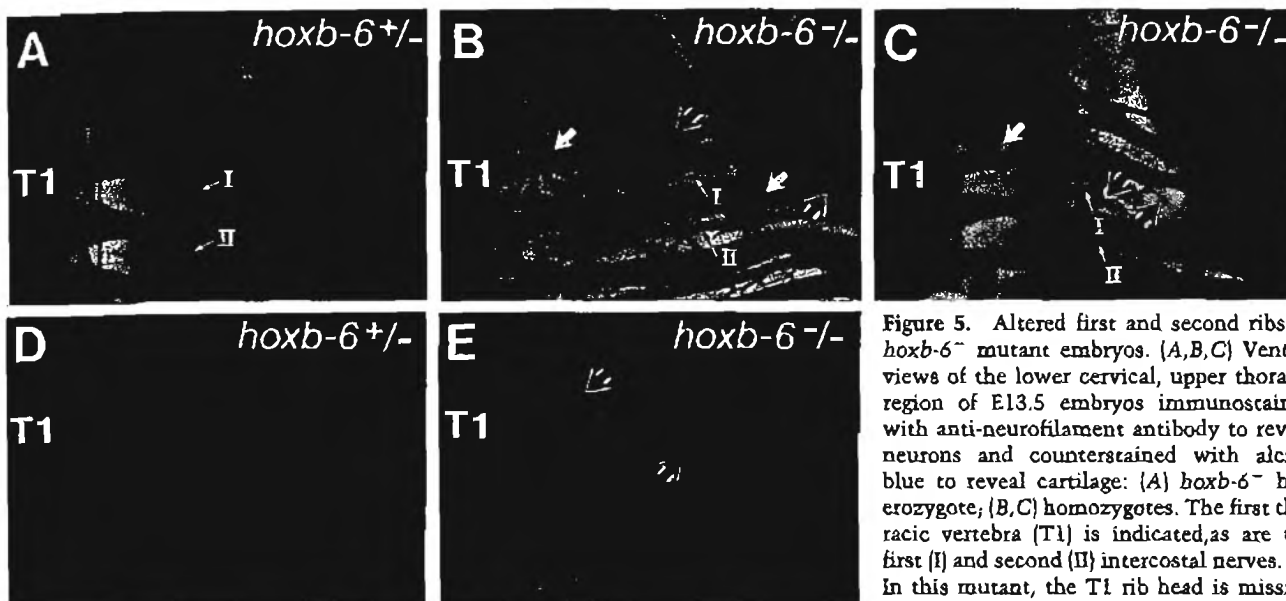 A hoxb-6+/-
T1
I
II
B hoxb-6-/-
T1
I
II
C hoxb-6-/-
T1
I
II
D hoxb-6+/-
T1
E hoxb-6-/-
T1
Figure 5. Altered first and second ribs
hoxb-6− mutant embryos. (A,B,C) Vent
views of the lower cervical, upper thora
region of E13.5 embryos immunostain
with anti-neurofilament antibody to reve
neurons and counterstained with alc
blue to reveal cartilage: (A) hoxb-6− h
erozygote; (B,C) homozygotes. The first th
racic vertebra (T1) is indicated,as are t
first (I) and second (II) intercostal nerves.
In this mutant, the T1 rib head is miss